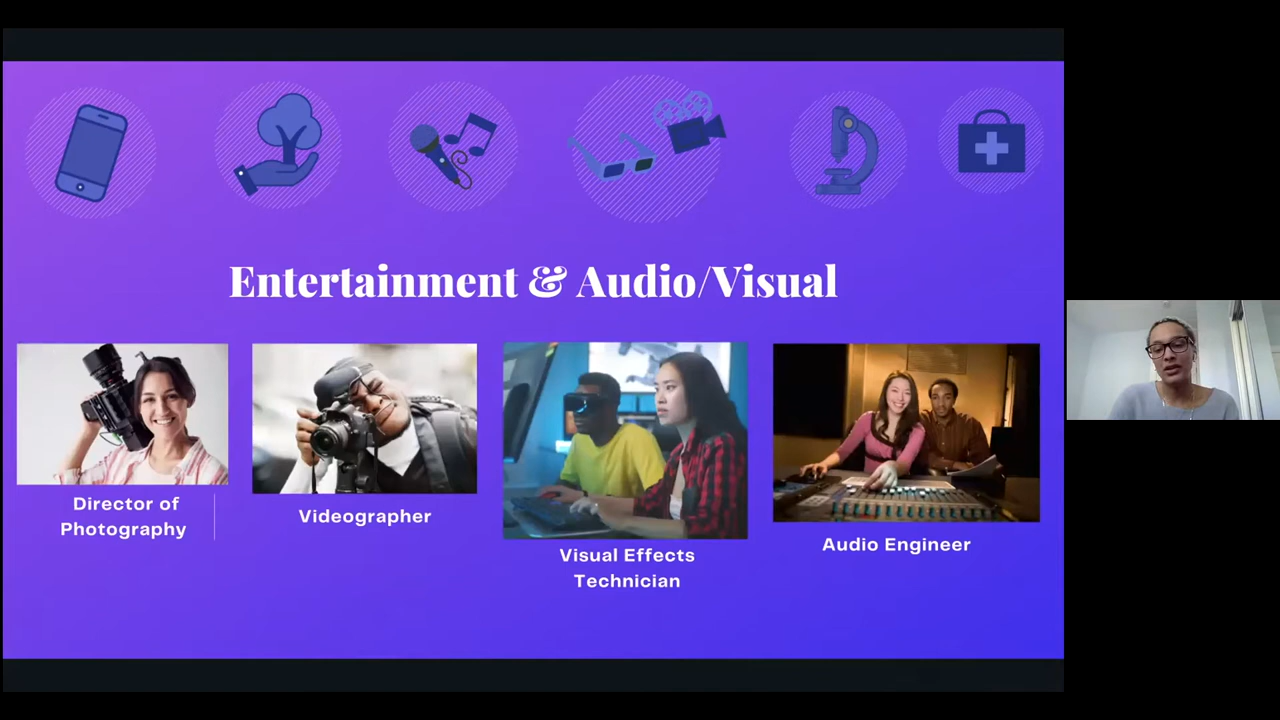 Entertainment & Audio/Visual
Director of
Photography
Videographer
Visual Effects
Technician
Audio Engineer